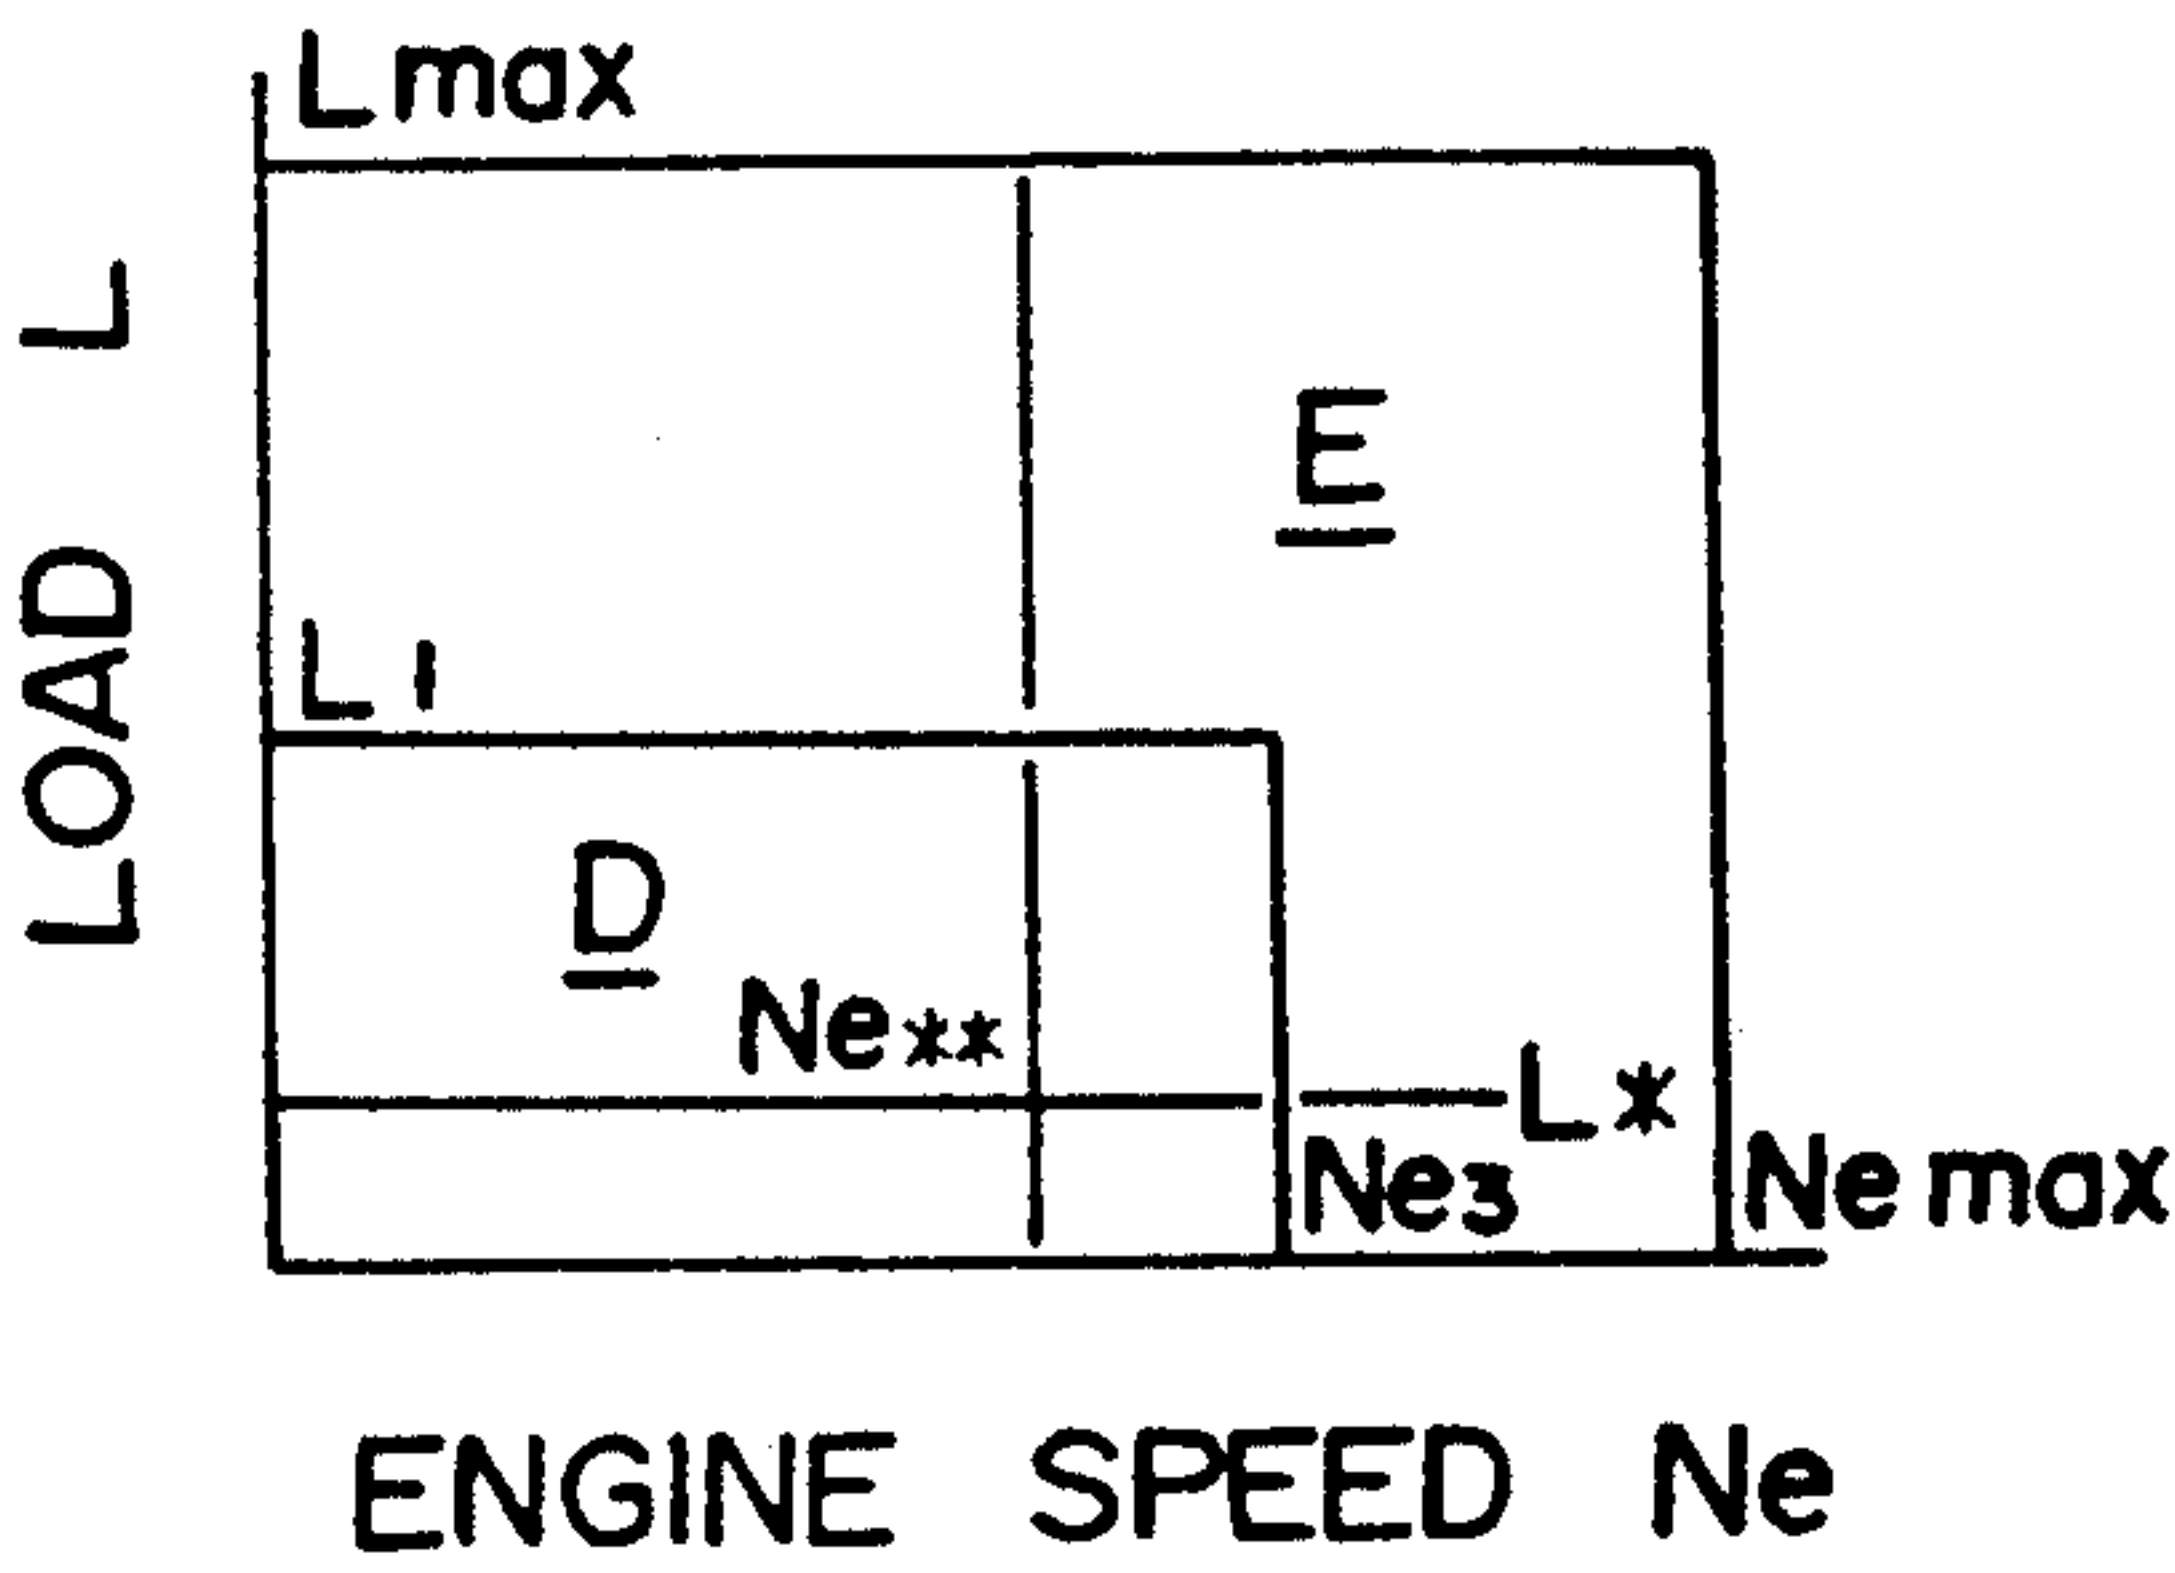 Lmax
LOAD L
E
L1
D
Ne**
L*
Ne3
Ne max
ENGINE SPEED Ne